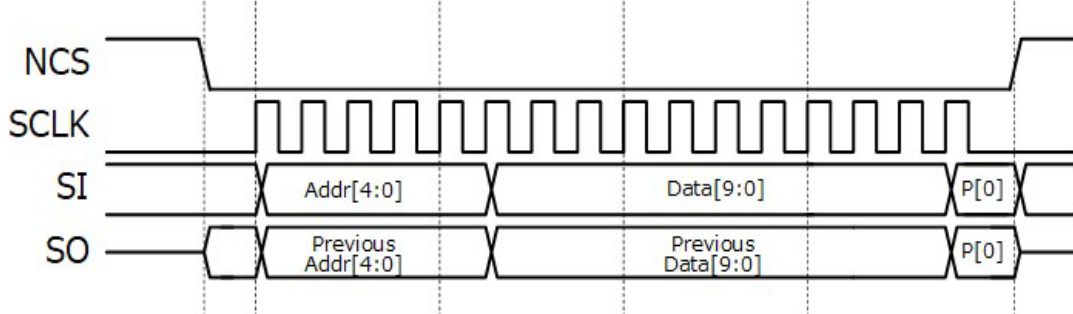 NCS
SCLK
SI
Addr[4:0]
Data[9:0]
P[0]
SO
Previous
Addr[4:0]
Previous
Data[9:0]
P[0]